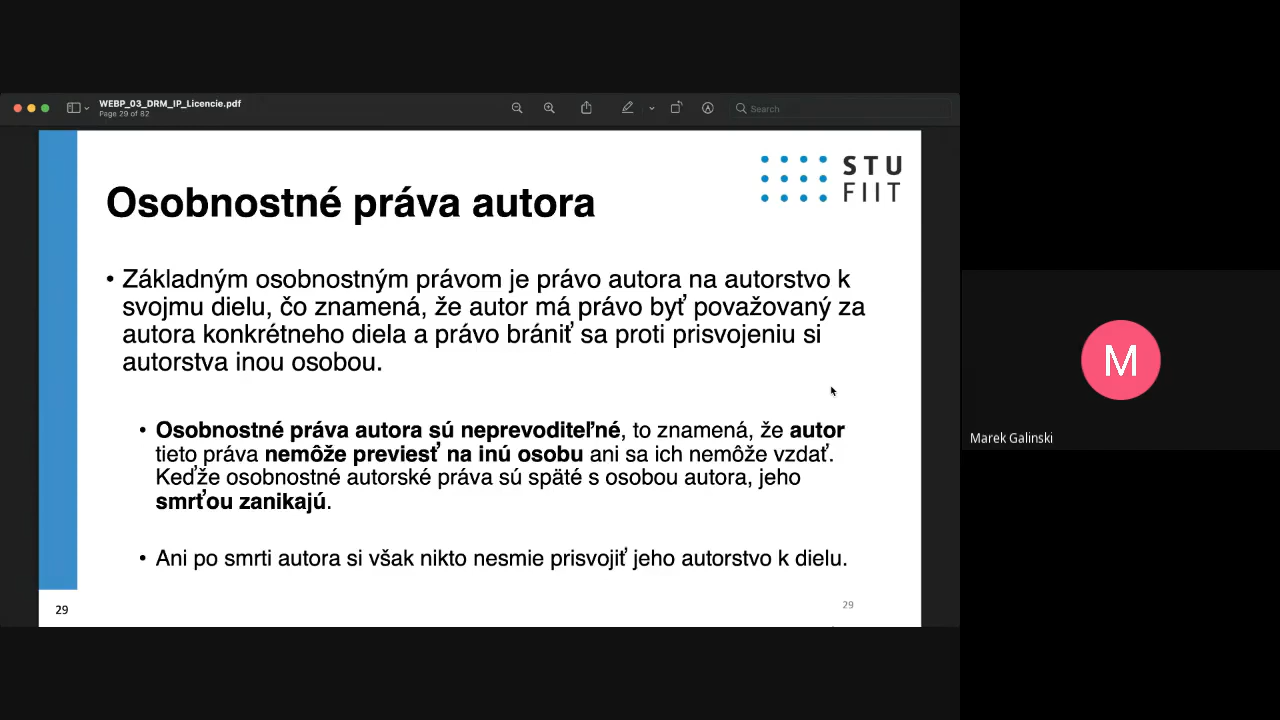 WEBP_03_DRM_IP_Licencie.pdf
Page 29 of 82
Search
STU
FIIT
Osobnostné práva autora
• Základným osobnostným právom je právo autora na autorstvo k
svojmu dielu, čo znamená, že autor má právo byť považovaný za
autora konkrétneho diela a právo brániť sa proti prisvojeniu si
autorstva inou osobou.
• Osobnostné práva autora sú neprevoditeľné, to znamená, že autor
tieto práva nemôže previesť na inú osobu ani sa ich nemôže vzdať.
Keďže osobnostné autorské práva sú späté s osobou autora, jeho
smrťou zanikajú.
• Ani po smrti autora si však nikto nesmie prisvojiť jeho autorstvo k dielu.
29
29
M
Marek Galinski